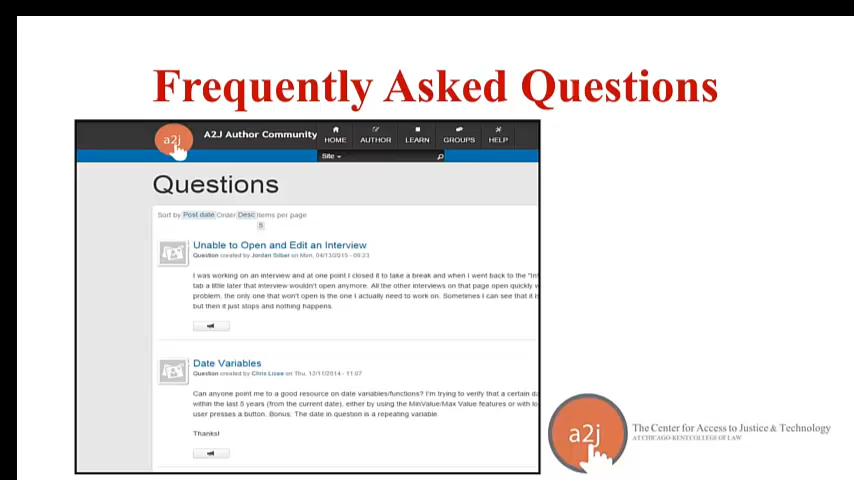 Frequently Asked Questions
a2j A2J Author Community HOME AUTHOR LEARN GROUPS HELP
Site
Questions
Sort by Post date Order Desc Items per page
5
Unable to Open and Edit an Interview
Question created by Jordan Silber on Mon, 04/13/2015 - 09:23
I was working on an interview and at one point I closed it to take a break and when I went back to the "In
tab a little later that interview wouldn't open anymore. All the other interviews on that page open quickly
problem, the only one that won't open is the one I actually need to work on. Sometimes I can see that it is
but then it just stops and nothing happens.
Date Variables
Question created by Chris Liswe on Thu, 12/11/2014 - 11:07
Can anyone point me to a good resource on date variables/functions? I'm trying to verify that a certain da
within the last 5 years (from the current date), either by using the MinValue/Max Value features or with lo
user presses a button. Bonus: The date in question is a repeating variable.
Thanks!
a2j The Center for Access to Justice & Technology
AT CHICAGO-KENT COLLEGE OF LAW